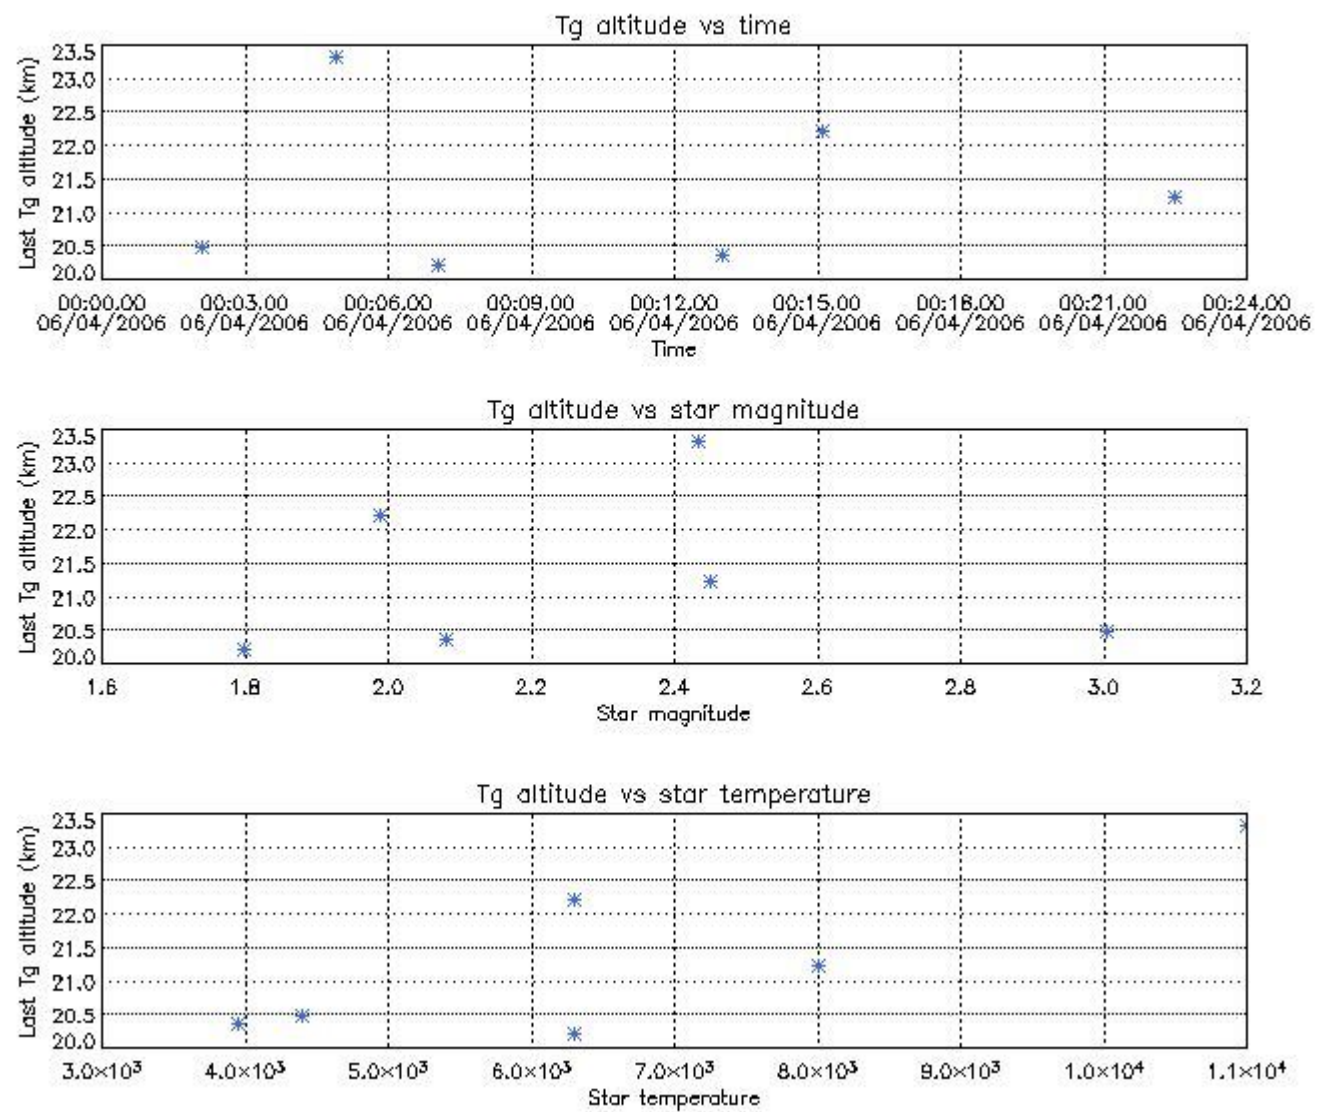 Tg altitude vs time
Last Tg altitude (km)
23.5
23.0
22.5
22.0
21.5
21.0
20.5
20.0
00:00.00 00:03.00 00:06.00 00:09.00 00:12.00 00:15.00 00:18.00 00:21.00 00:24.00
06/04/2006 06/04/2006 06/04/2006 06/04/2006 06/04/2006 06/04/2006 06/04/2006 06/04/2006 06/04/2006
Time
Tg altitude vs star magnitude
Last Tg altitude (km)
23.5
23.0
22.5
22.0
21.5
21.0
20.5
20.0
1.6 1.8 2.0 2.2 2.4 2.6 2.8 3.0 3.2
Star magnitude
Tg altitude vs star temperature
Last Tg altitude (km)
23.5
23.0
22.5
22.0
21.5
21.0
20.5
20.0
3.0×10³ 4.0×10³ 5.0×10³ 6.0×10³ 7.0×10³ 8.0×10³ 9.0×10³ 1.0×10⁴ 1.1×10⁴
Star temperature